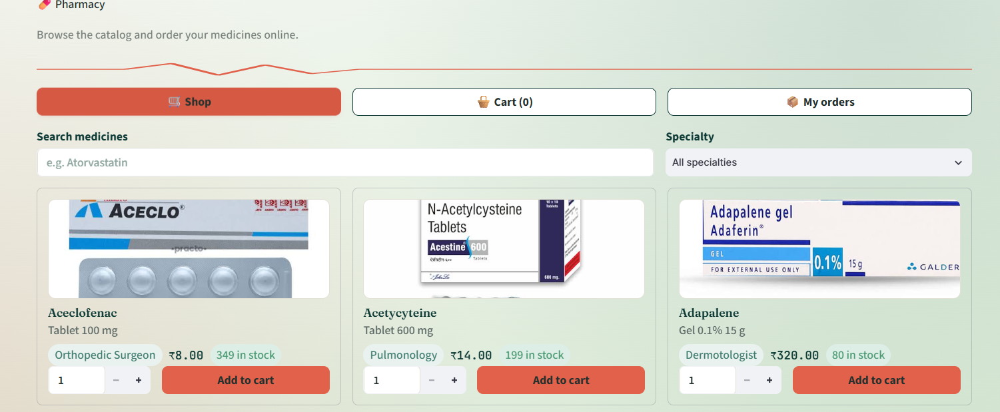 Pharmacy
Browse the catalog and order your medicines online.
Shop
Cart (0)
My orders
Search medicines
Specialty
e.g. Atorvastatin
All specialties
ACECLO®
•practo•
N-Acetylcysteine
Tablets
10 x 10
Tablets
Acestine® 600
Tablets
600 mg.
Adapalene gel
Adaferin®
GEL
0.1%
15 g
FOR EXTERNAL USE ONLY
GALDER
Aceclofenac
Tablet 100 mg
Orthopedic Surgeon
₹8.00
349 in stock
1
−
+
Add to cart
Acetycyteine
Tablet 600 mg
Pulmonology
₹14.00
199 in stock
1
−
+
Add to cart
Adapalene
Gel 0.1% 15 g
Dermotologist
₹320.00
80 in stock
1
−
+
Add to cart